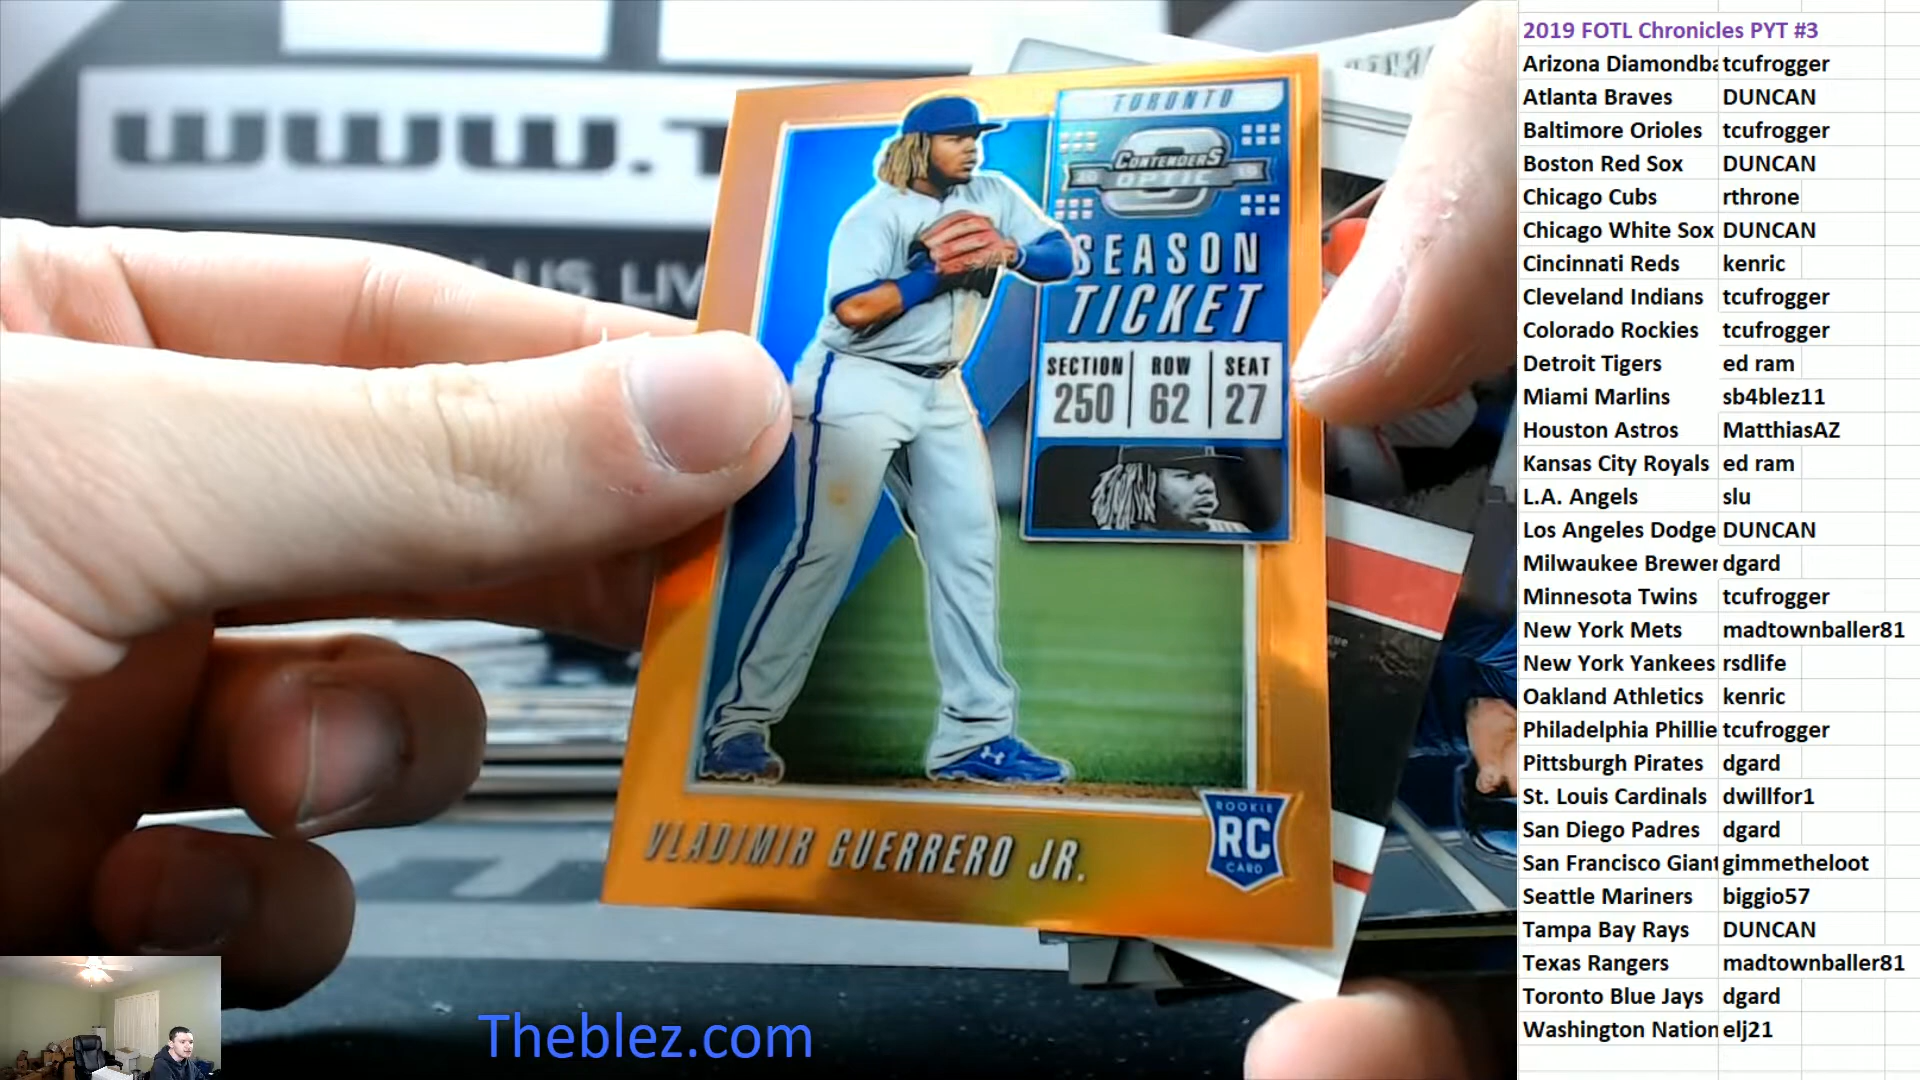 WWW.T
US LIV
TORONTO
CONTENDERS
20 19
OPTIC
SEASON
TICKET
SECTION ROW SEAT
250 62 27
VLADIMIR GUERRERO JR.
ROOKIE
RC
CARD
Theblez.com
2019 FOTL Chronicles PYT #3
Arizona Diamondba tcufrogger
Atlanta Braves DUNCAN
Baltimore Orioles tcufrogger
Boston Red Sox DUNCAN
Chicago Cubs rthrone
Chicago White Sox DUNCAN
Cincinnati Reds kenric
Cleveland Indians tcufrogger
Colorado Rockies tcufrogger
Detroit Tigers ed ram
Miami Marlins sb4blez11
Houston Astros MatthiasAZ
Kansas City Royals ed ram
L.A. Angels slu
Los Angeles Dodge DUNCAN
Milwaukee Brewer dgard
Minnesota Twins tcufrogger
New York Mets madtownballer81
New York Yankees rsdlife
Oakland Athletics kenric
Philadelphia Phillie tcufrogger
Pittsburgh Pirates dgard
St. Louis Cardinals dwillfor1
San Diego Padres dgard
San Francisco Giant gimmetheloot
Seattle Mariners biggio57
Tampa Bay Rays DUNCAN
Texas Rangers madtownballer81
Toronto Blue Jays dgard
Washington Nation elj21